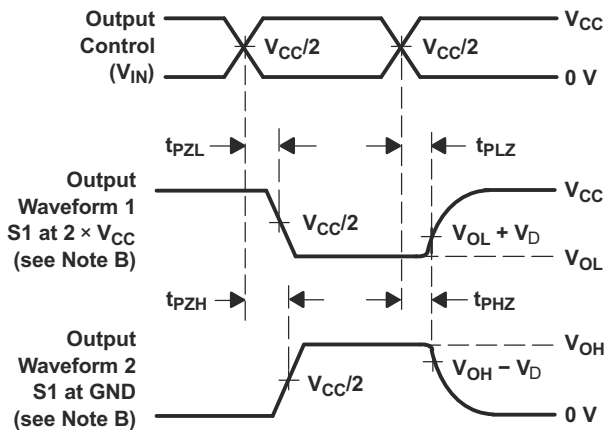 Output
Control
(VIN)
VCC/2
VCC/2
VCC
0 V
tPZL
tPLZ
Output
Waveform 1
S1 at 2 × VCC
(see Note B)
VCC/2
VCC
VOL + VD
VOL
tPZH
tPHZ
Output
Waveform 2
S1 at GND
(see Note B)
VCC/2
VOH
VOH − VD
0 V